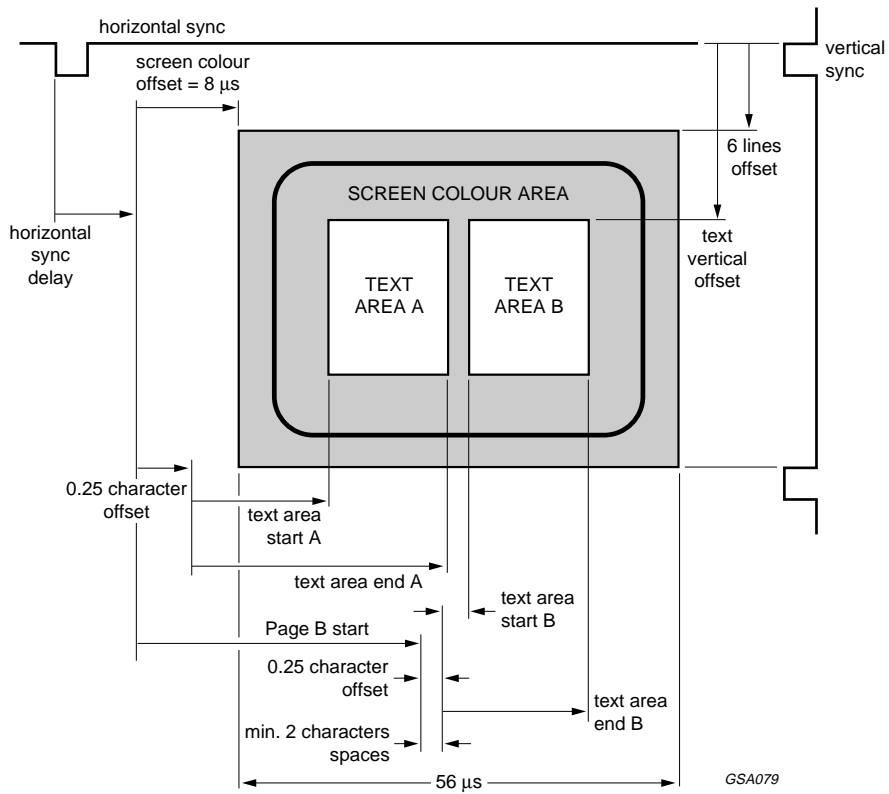 horizontal sync
screen colour
offset = 8 μs
vertical
sync
6 lines
offset
SCREEN COLOUR AREA
horizontal
sync
delay
text
vertical
offset
TEXT
AREA A
TEXT
AREA B
0.25 character
offset
text area
start A
text area end A
text area
start B
Page B start
0.25 character
offset
text area
end B
min. 2 characters
spaces
56 μs
GSA079